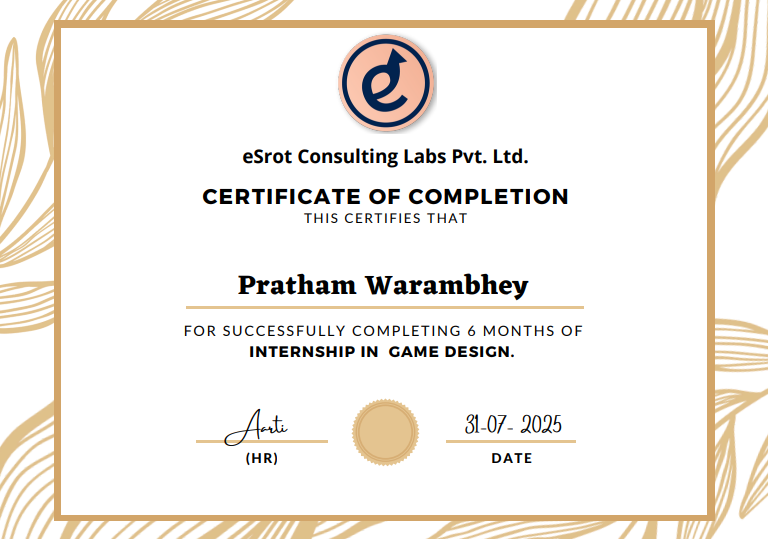 eSrot Consulting Labs Pvt. Ltd.
CERTIFICATE OF COMPLETION
THIS CERTIFIES THAT
Pratham Warambhey
FOR SUCCESSFULLY COMPLETING 6 MONTHS OF
INTERNSHIP IN GAME DESIGN.
Aarti
31-07- 2025
(HR)
DATE